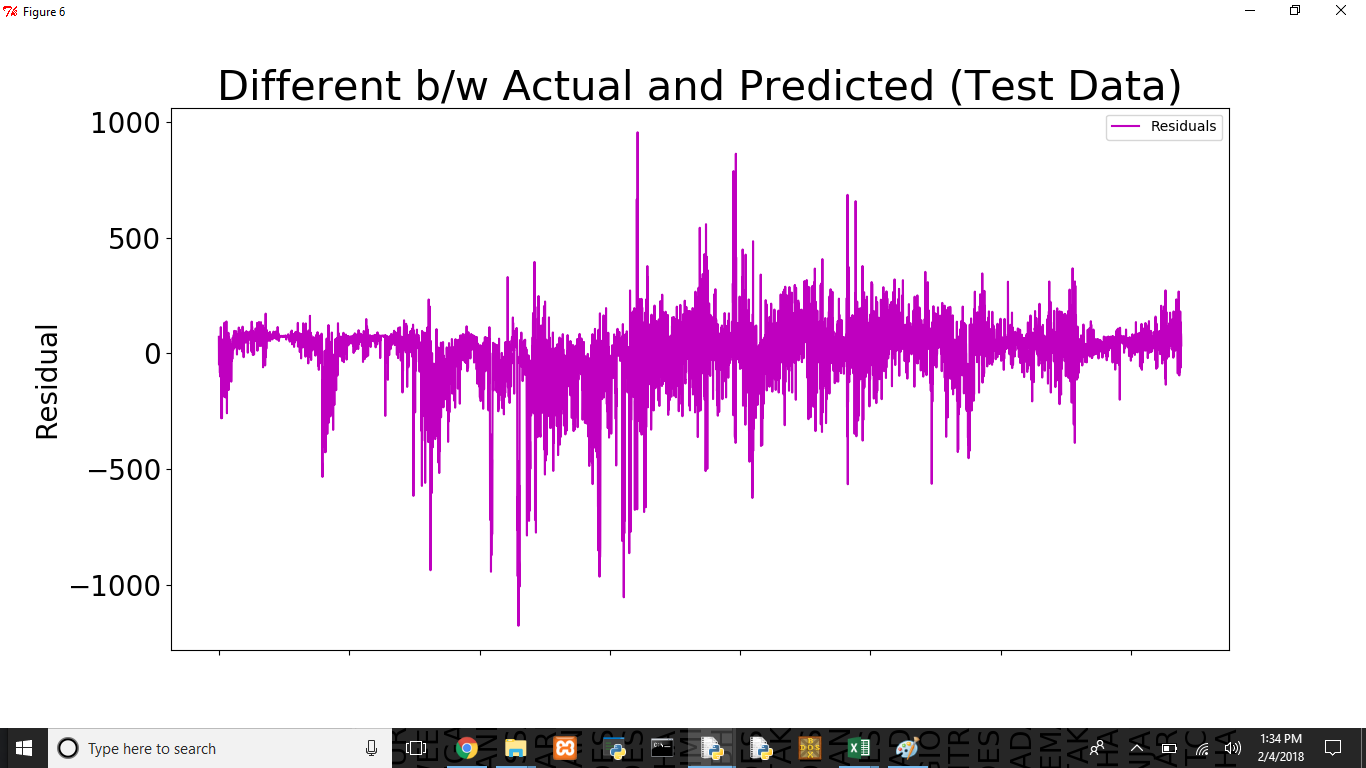 Figure 6
Different b/w Actual and Predicted (Test Data)
Residuals
1000
500
0
−500
−1000
Residual
Type here to search
1:34 PM
2/4/2018